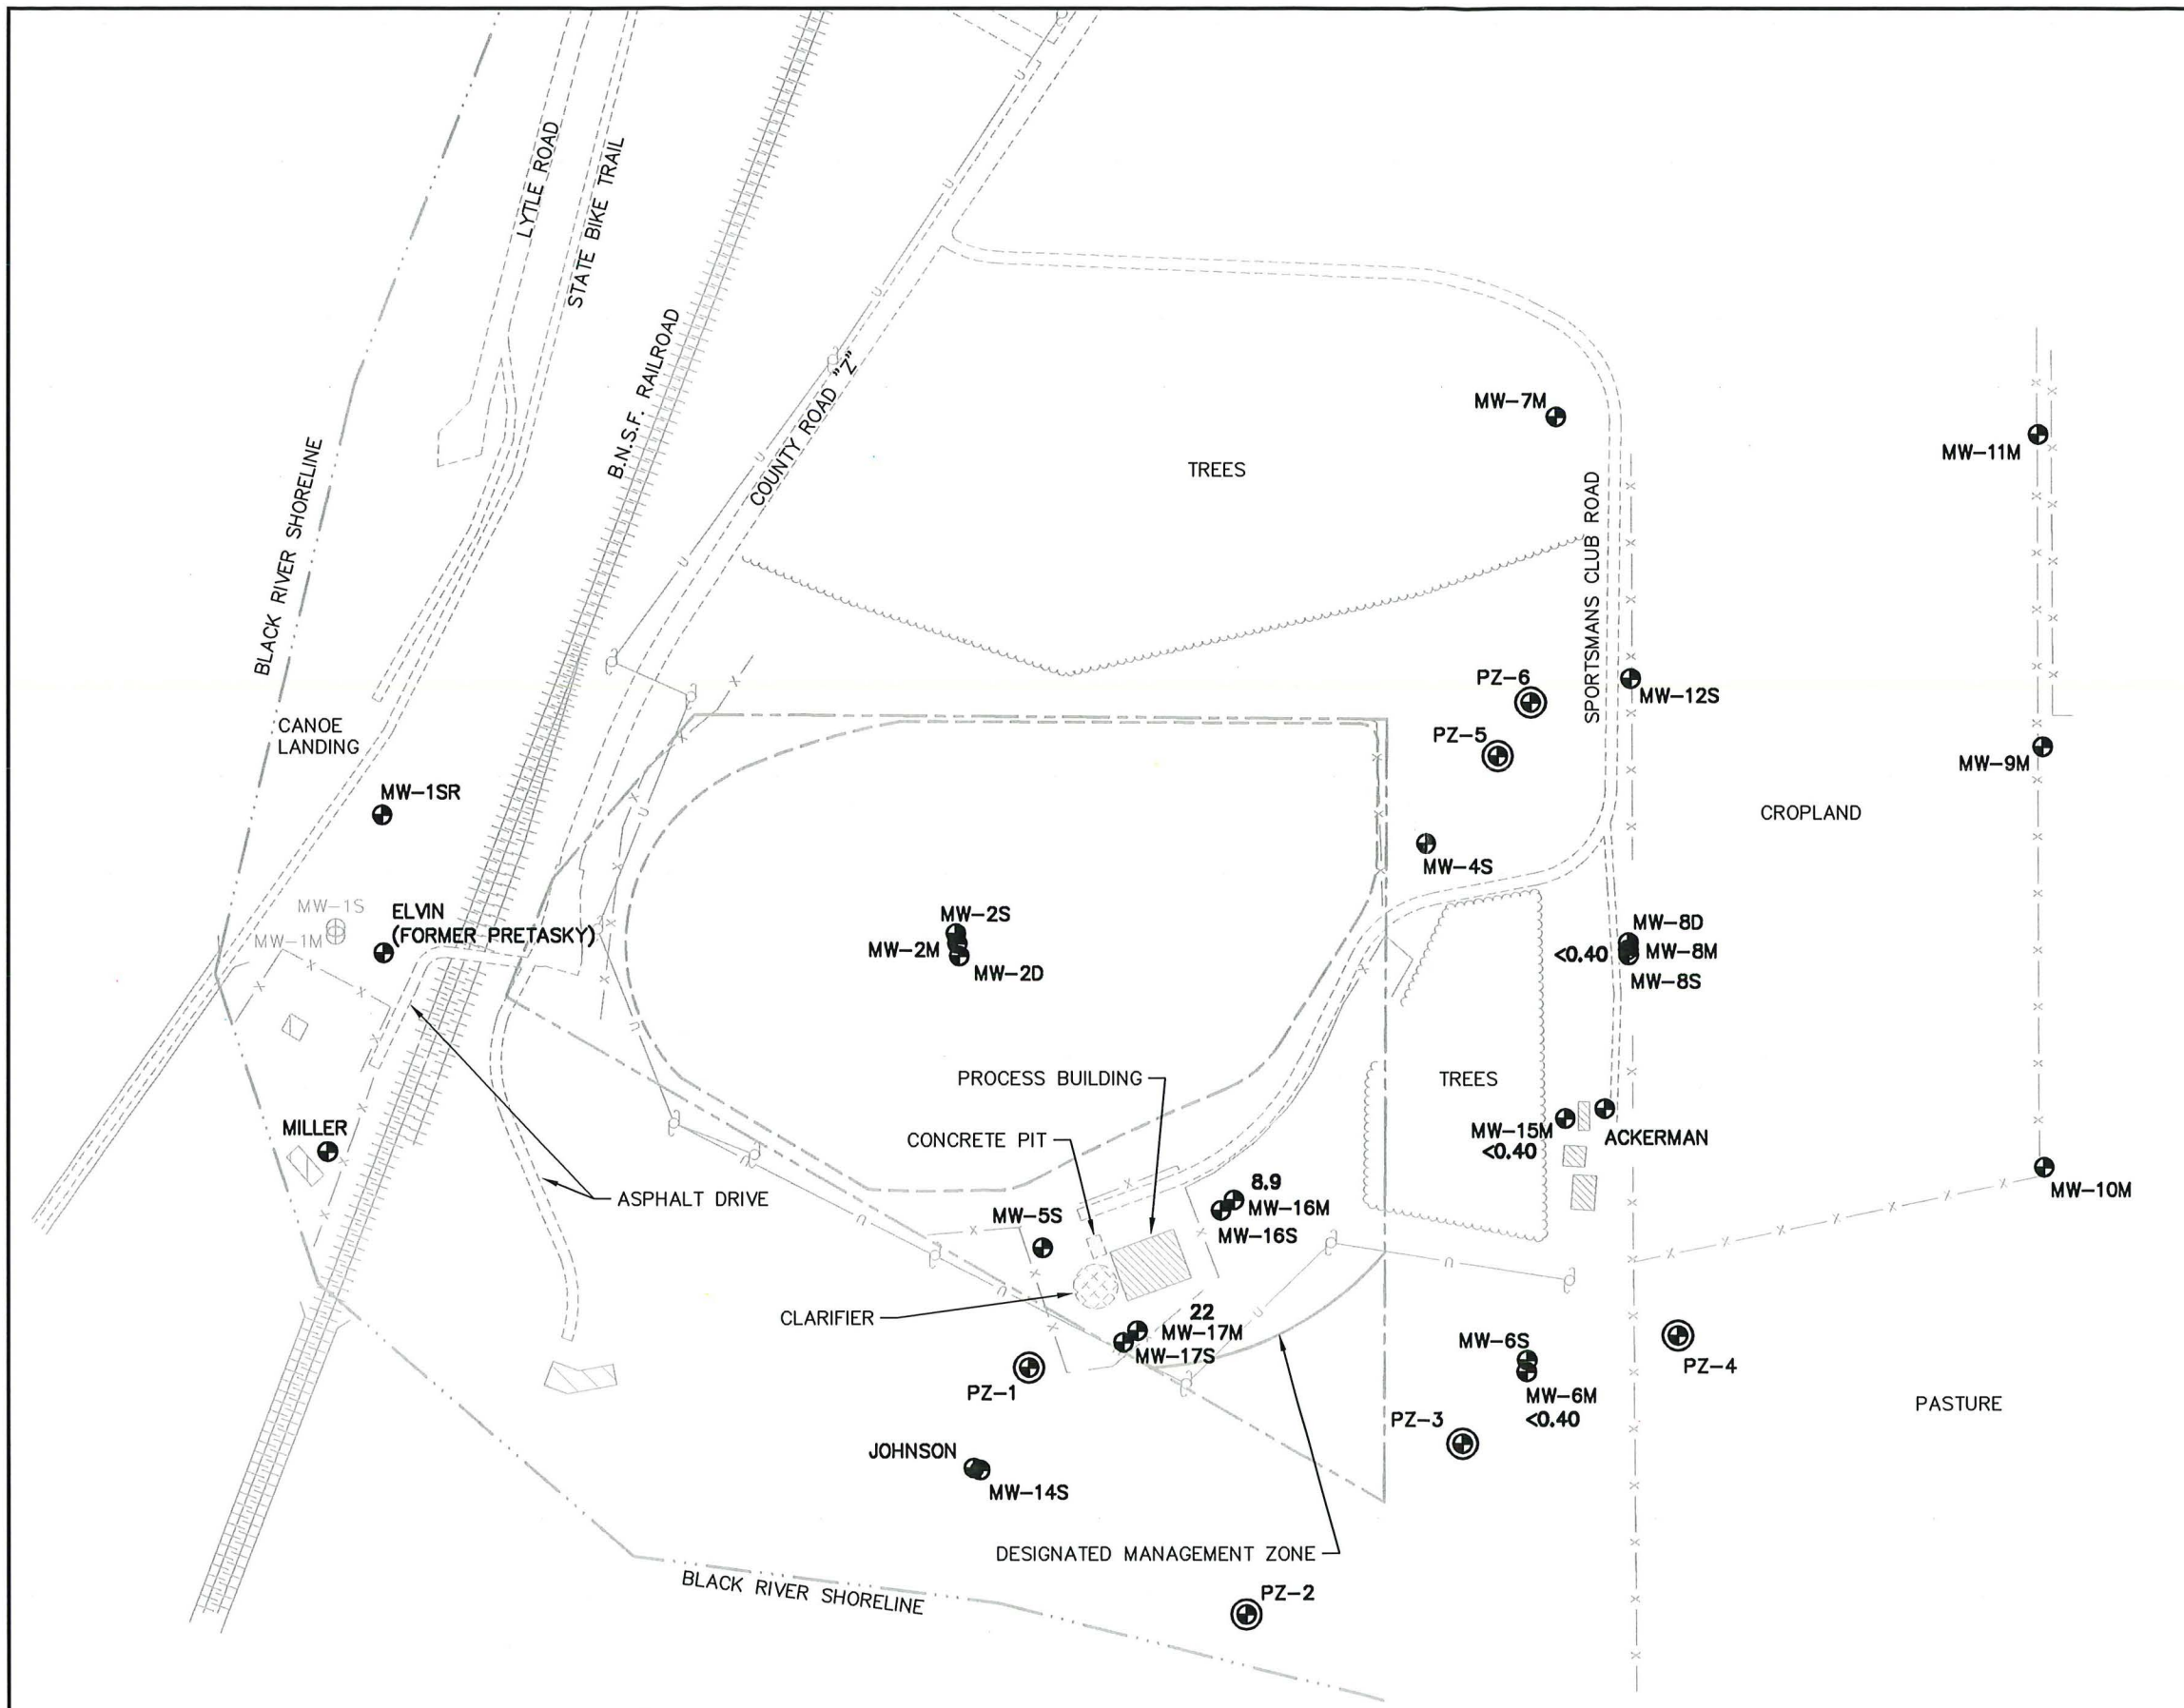 LYTLE ROAD
STATE BIKE TRAIL
B.N.S.F. RAILROAD
COUNTY ROAD "Z"
BLACK RIVER SHORELINE
TREES
MW-7M
SPORTSMANS CLUB ROAD
MW-11M
PZ-6
MW-12S
PZ-5
MW-9M
CANOE
LANDING
MW-1SR
CROPLAND
MW-4S
MW-1S
MW-1M
ELVIN
(FORMER PRETASKY)
MW-2S
MW-2M
MW-2D
MW-8D
<0.40
MW-8M
MW-8S
PROCESS BUILDING
TREES
MILLER
CONCRETE PIT
MW-15M
<0.40
ACKERMAN
ASPHALT DRIVE
8.9
MW-16M
MW-16S
MW-5S
MW-10M
CLARIFIER
22
MW-17M
MW-17S
MW-6S
PZ-4
PZ-1
MW-6M
<0.40
PZ-3
PASTURE
JOHNSON
MW-14S
DESIGNATED MANAGEMENT ZONE
BLACK RIVER SHORELINE
PZ-2